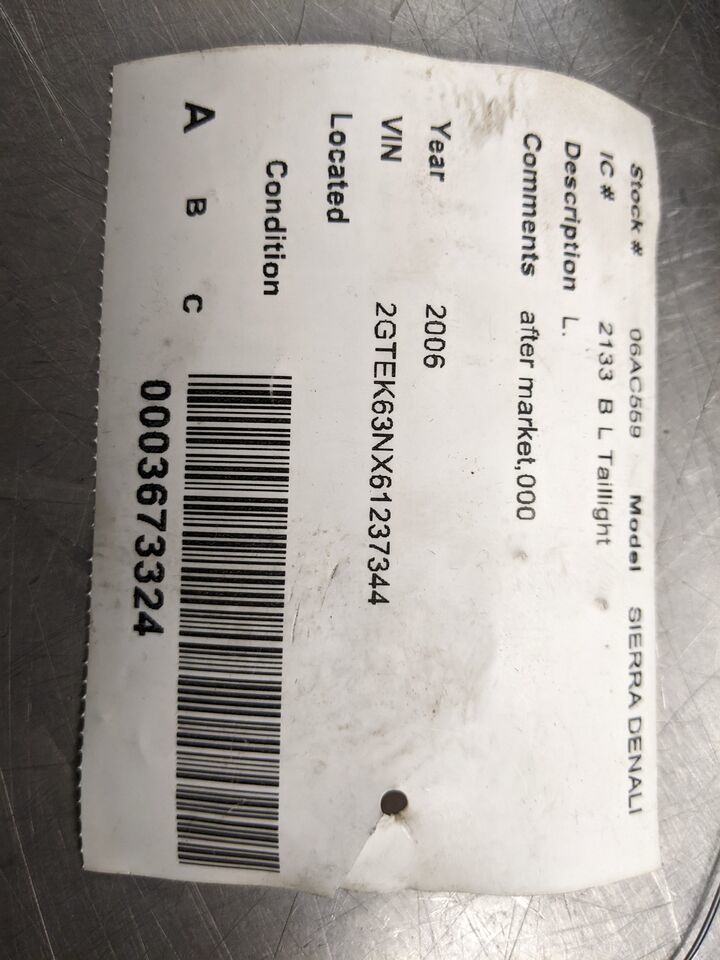 Stock # 06AC559 Model SIERRA DENALI
IC # 2133 B L Taillight
Description L.
Comments after market,000
Year 2006
VIN 2GTEK63NX61237344
Located
Condition
A B C
0003673324